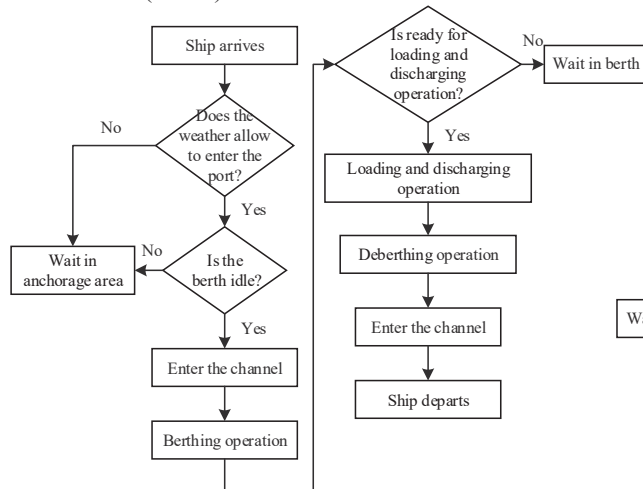 Ship arrives
Does the
weather allow
to enter the
port?
No
Yes
Wait in
anchorage area
No
Is the
berth idle?
Yes
Enter the channel
Berthing operation
Is ready for
loading and
discharging
operation?
No
Wait in berth
Yes
Loading and discharging
operation
Deberthing operation
Enter the channel
Ship departs